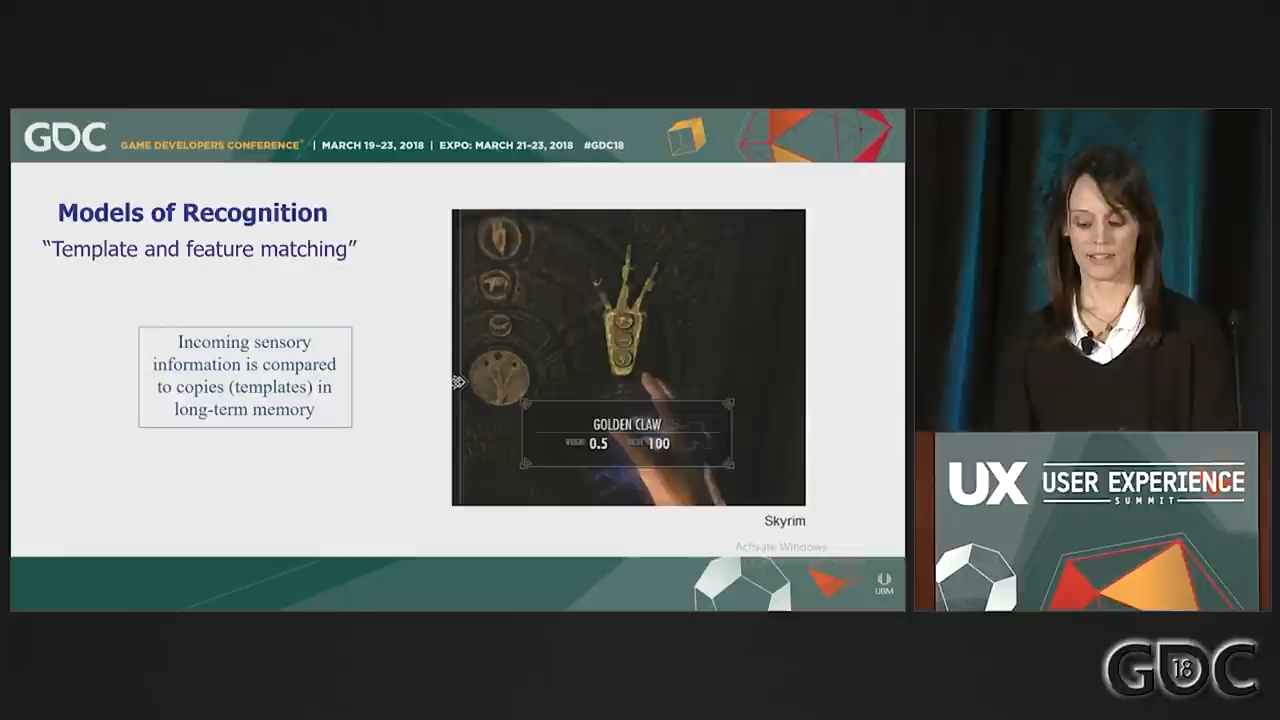 GDC
GAME DEVELOPERS CONFERENCE | MARCH 19–23, 2018 | EXPO: MARCH 21–23, 2018 #GDC18
Models of Recognition
“Template and feature matching”
Incoming sensory
information is compared
to copies (templates) in
long-term memory
GOLDEN CLAW
WEIGHT 0.5 VALUE 100
Skyrim
Activate Windows
UBM
UX USER EXPERIENCE
SUMMIT
GDC
18